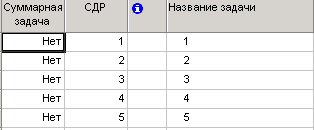 Суммарная задача СДР Название задачи
Нет 1 1
Нет 2 2
Нет 3 3
Нет 4 4
Нет 5 5